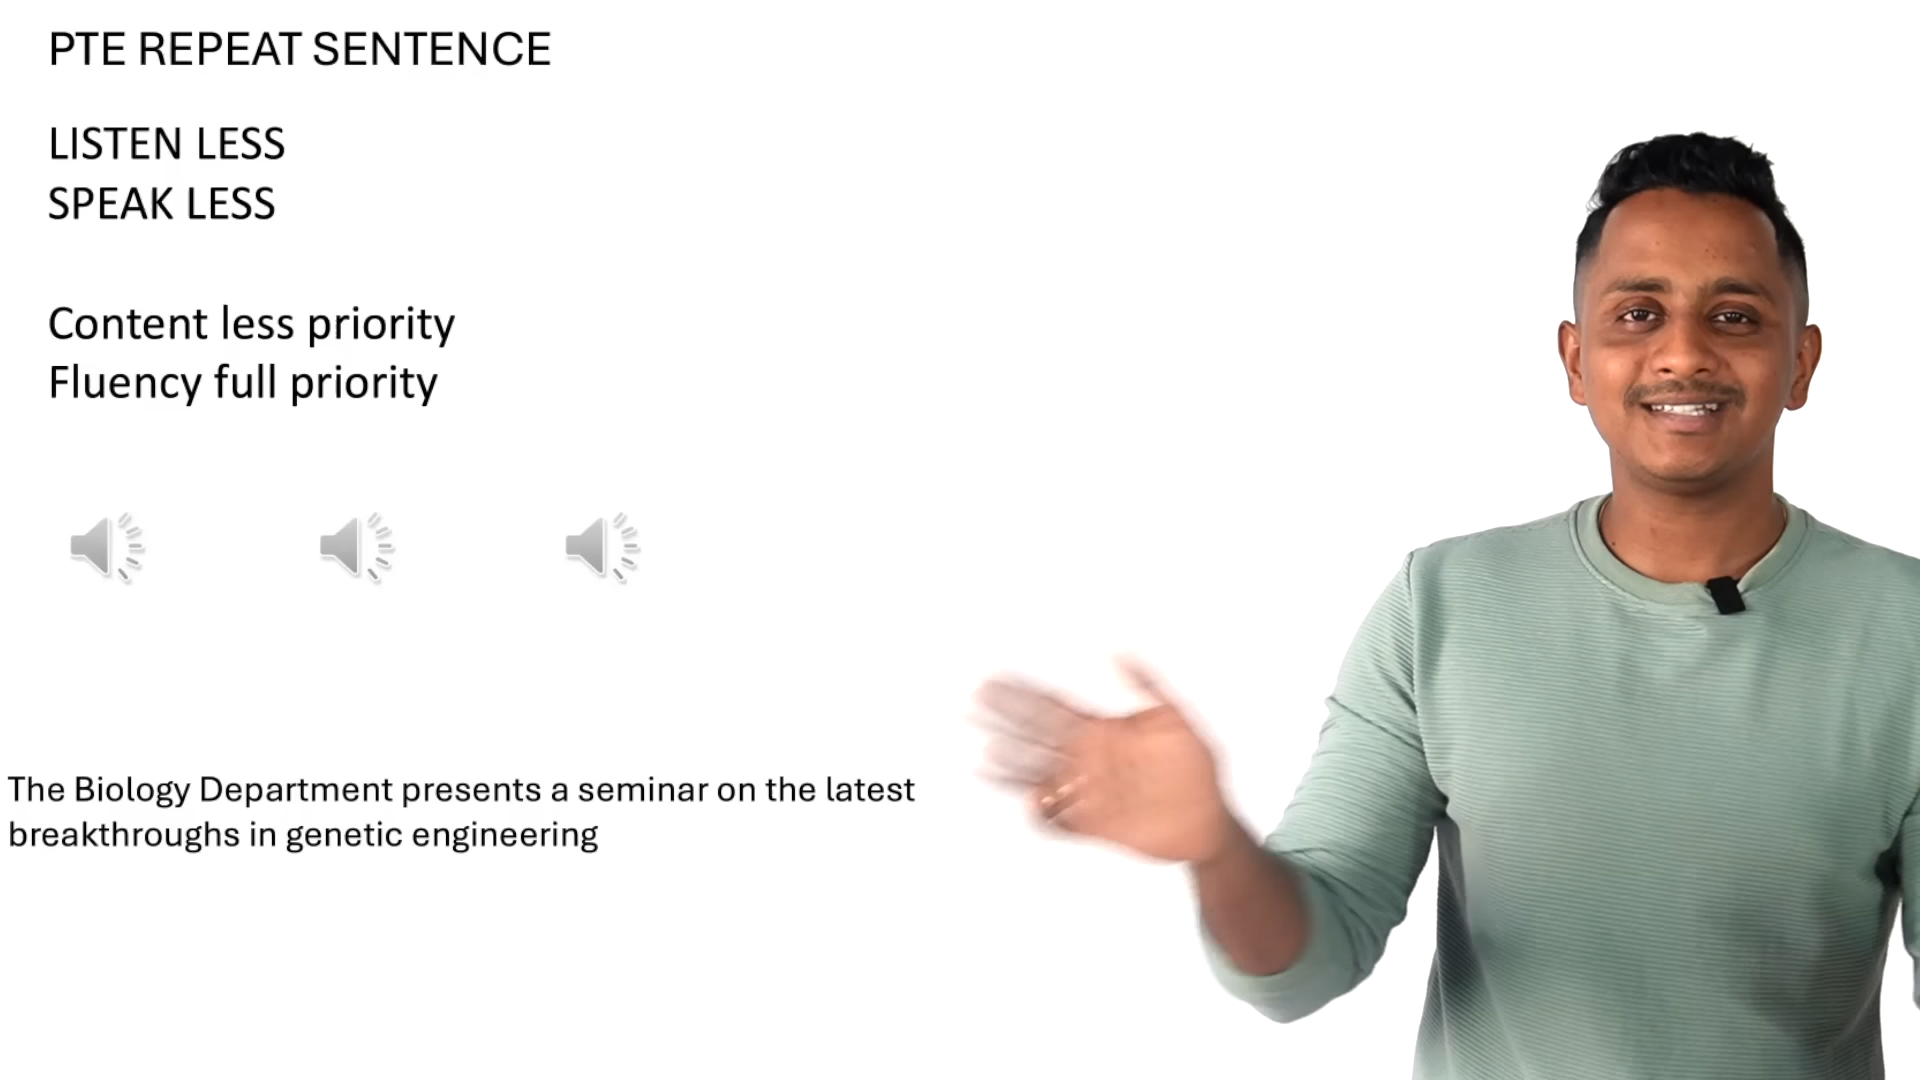 PTE REPEAT SENTENCE
LISTEN LESS
SPEAK LESS
Content less priority
Fluency full priority
The Biology Department presents a seminar on the latest
breakthroughs in genetic engineering